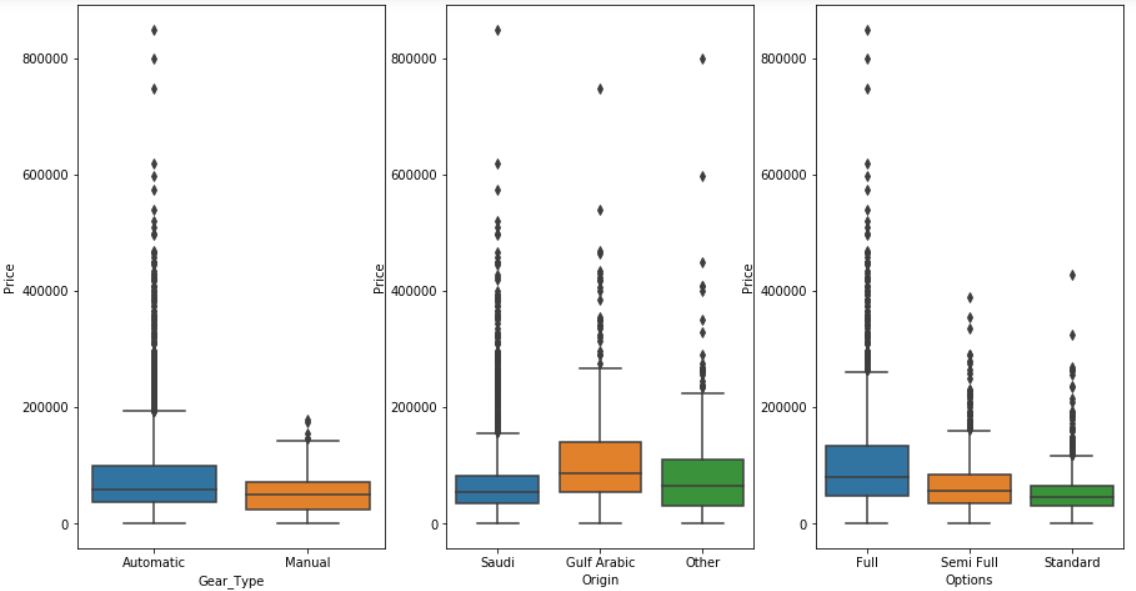 800000
600000
400000
200000
0
Price
Automatic Manual
Gear_Type
800000
600000
400000
200000
0
Price
Saudi Gulf Arabic Other
Origin
800000
600000
400000
200000
0
Price
Full Semi Full Standard
Options